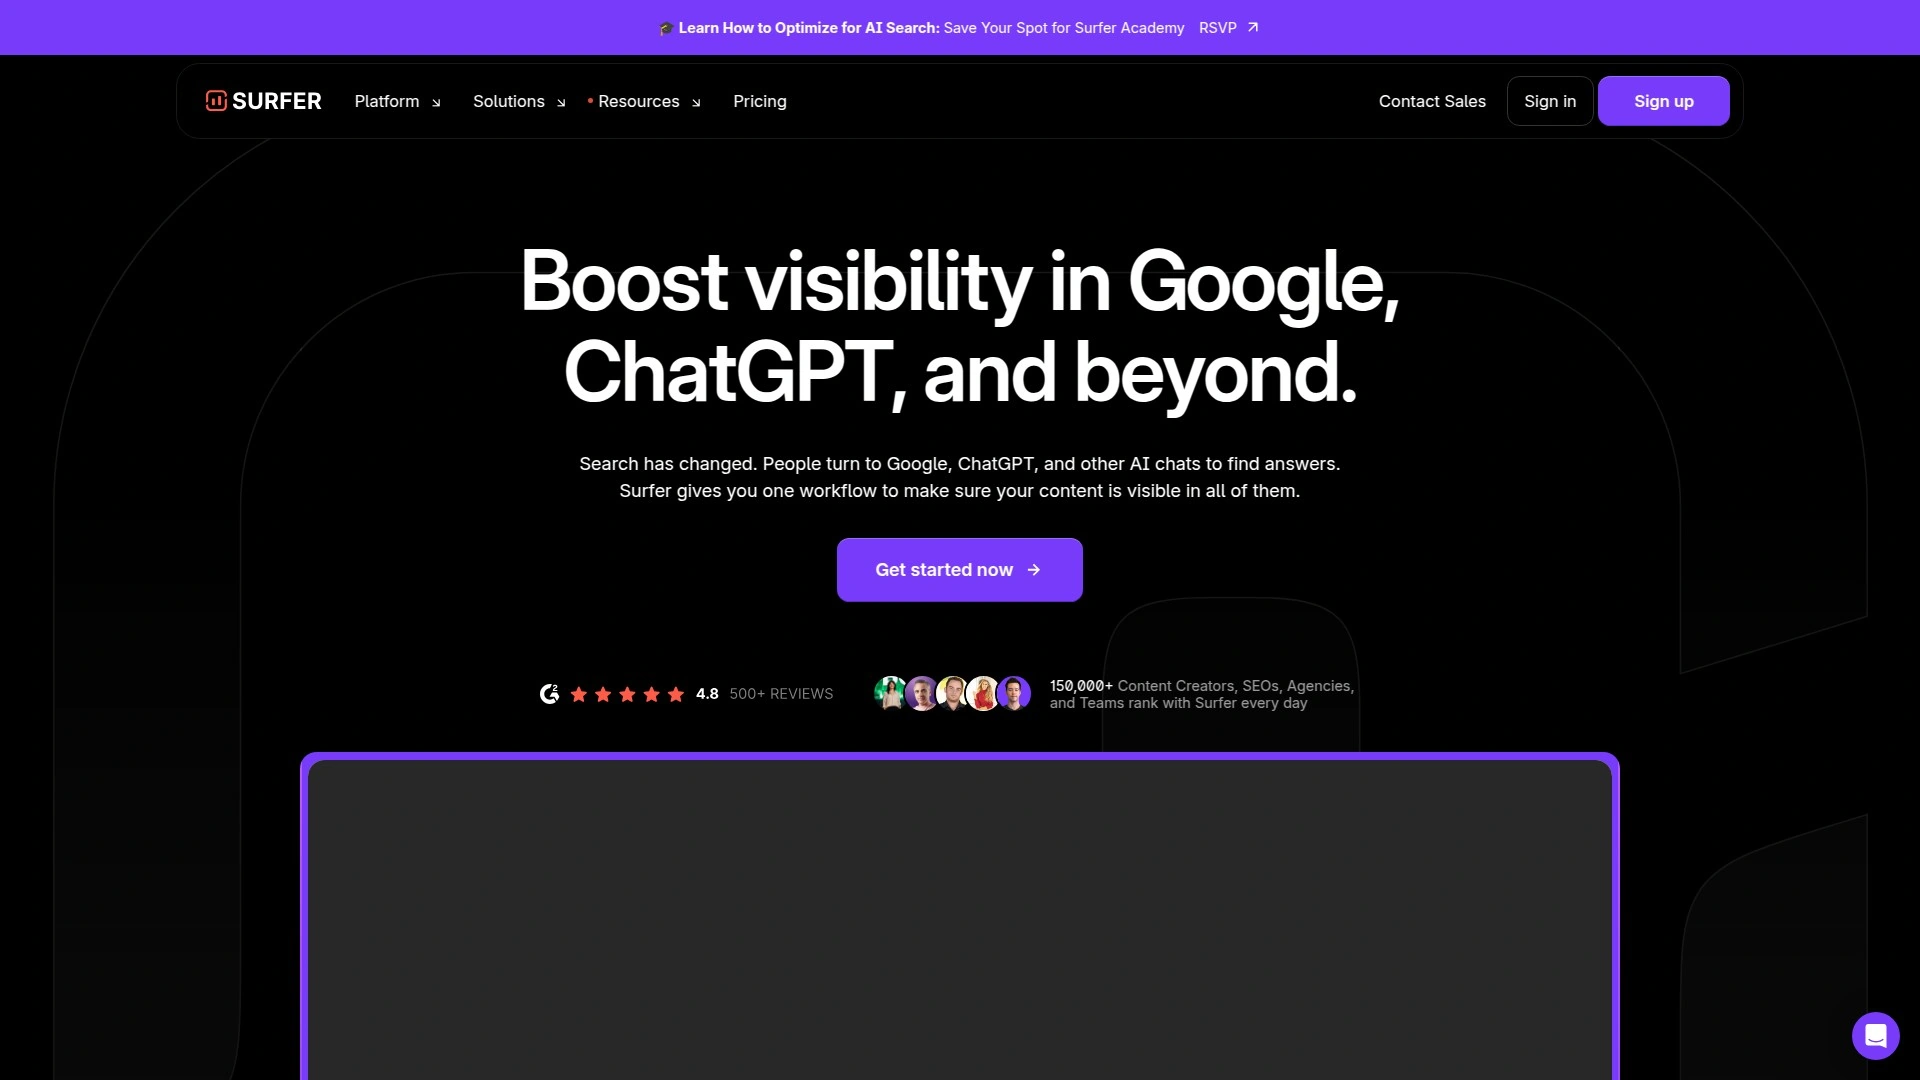 🎓 Learn How to Optimize for AI Search: Save Your Spot for Surfer Academy RSVP
SURFER Platform Solutions Resources Pricing Contact Sales Sign in Sign up
Boost visibility in Google,
ChatGPT, and beyond.
Search has changed. People turn to Google, ChatGPT, and other AI chats to find answers.
Surfer gives you one workflow to make sure your content is visible in all of them.
Get started now
G2 4.8 500+ REVIEWS
150,000+ Content Creators, SEOs, Agencies,
and Teams rank with Surfer every day